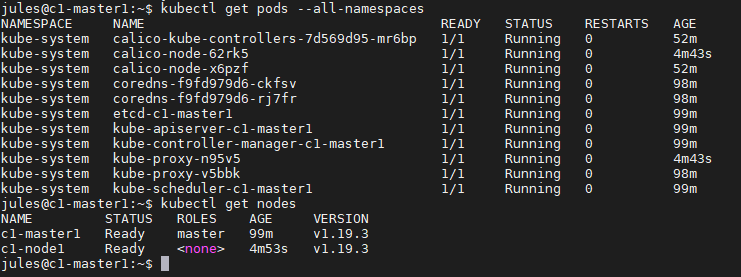 jules@c1-master1:~$ kubectl get pods --all-namespaces
NAMESPACE     NAME                                      READY   STATUS    RESTARTS   AGE
kube-system   calico-kube-controllers-7d569d95-mr6bp    1/1     Running   0          52m
kube-system   calico-node-62rk5                         1/1     Running   0          4m43s
kube-system   calico-node-x6pzf                         1/1     Running   0          52m
kube-system   coredns-f9fd979d6-ckfsv                   1/1     Running   0          98m
kube-system   coredns-f9fd979d6-rj7fr                   1/1     Running   0          98m
kube-system   etcd-c1-master1                           1/1     Running   0          99m
kube-system   kube-apiserver-c1-master1                 1/1     Running   0          99m
kube-system   kube-controller-manager-c1-master1        1/1     Running   0          99m
kube-system   kube-proxy-n95v5                          1/1     Running   0          4m43s
kube-system   kube-proxy-v5bbk                          1/1     Running   0          98m
kube-system   kube-scheduler-c1-master1                 1/1     Running   0          99m
jules@c1-master1:~$ kubectl get nodes
NAME         STATUS   ROLES    AGE     VERSION
c1-master1   Ready    master   99m     v1.19.3
c1-node1     Ready    <none>   4m53s   v1.19.3
jules@c1-master1:~$